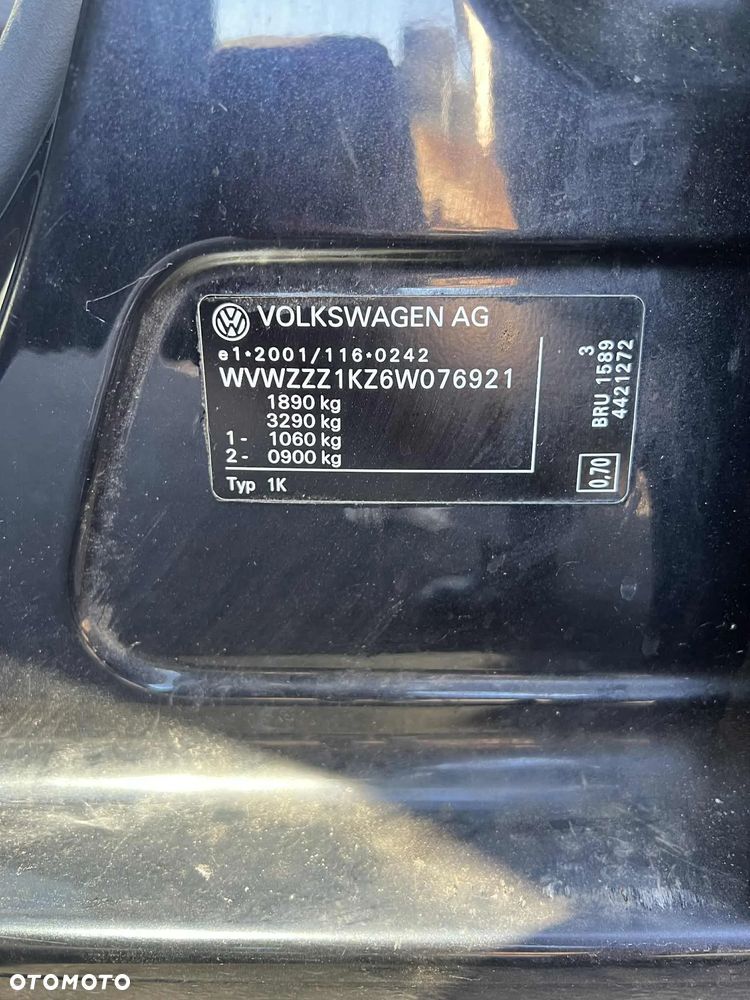 VOLKSWAGEN AG
e1*2001/116*0242
WVWZZZ1KZ6W076921
1890 kg
3290 kg
1- 1060 kg
2- 0900 kg
Typ 1K
3
BRU 1589
4421272
0,70
OTOMOTO